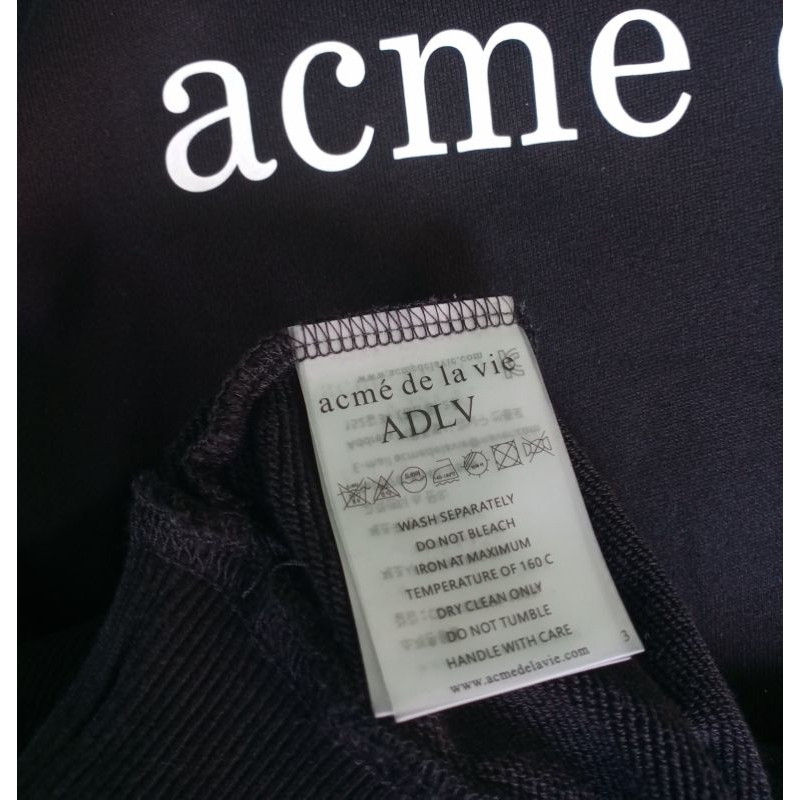 acme
acmé de la vie
ADLV
WASH SEPARATELY
DO NOT BLEACH
IRON AT MAXIMUM
TEMPERATURE OF 160 C
DRY CLEAN ONLY
DO NOT TUMBLE
HANDLE WITH CARE
3
www.acmedelavie.com